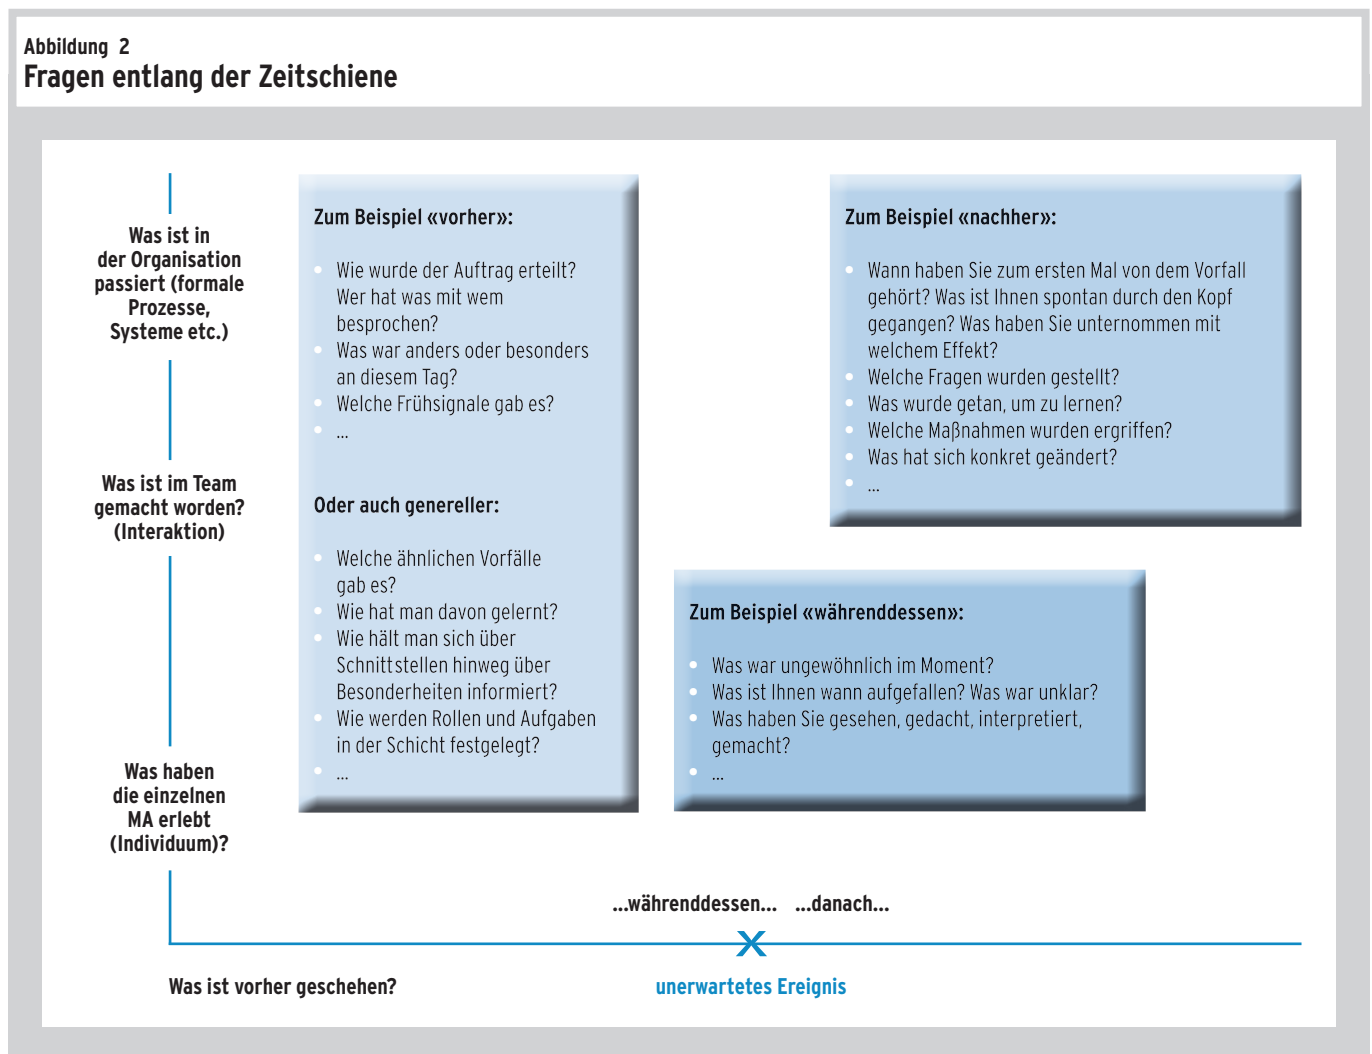 Abbildung 2
Fragen entlang der Zeitschiene
Was ist in
der Organisation
passiert (formale
Prozesse,
Systeme etc.)
Was ist im Team
gemacht worden?
(Interaktion)
Was haben
die einzelnen
MA erlebt
(Individuum)?
Zum Beispiel «vorher»:
• Wie wurde der Auftrag erteilt?
Wer hat was mit wem
besprochen?
• Was war anders oder besonders
an diesem Tag?
• Welche Frühsignale gab es?
• ...
Oder auch genereller:
• Welche ähnlichen Vorfälle
gab es?
• Wie hat man davon gelernt?
• Wie hält man sich über
Schnittstellen hinweg über
Besonderheiten informiert?
• Wie werden Rollen und Aufgaben
in der Schicht festgelegt?
• ...
Zum Beispiel «nachher»:
• Wann haben Sie zum ersten Mal von dem Vorfall
gehört? Was ist Ihnen spontan durch den Kopf
gegangen? Was haben Sie unternommen mit
welchem Effekt?
• Welche Fragen wurden gestellt?
• Was wurde getan, um zu lernen?
• Welche Maßnahmen wurden ergriffen?
• Was hat sich konkret geändert?
• ...
Zum Beispiel «währenddessen»:
• Was war ungewöhnlich im Moment?
• Was ist Ihnen wann aufgefallen? Was war unklar?
• Was haben Sie gesehen, gedacht, interpretiert,
gemacht?
• ...
...währenddessen... ...danach...
Was ist vorher geschehen?
unerwartetes Ereignis